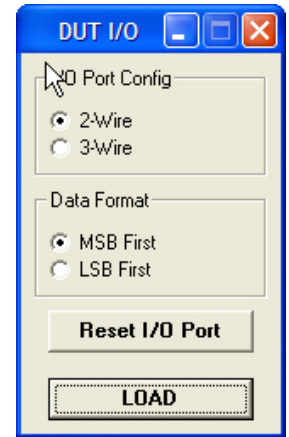 DUT I/O
I/O Port Config
2-Wire
3-Wire
Data Format
MSB First
LSB First
Reset I/O Port
LOAD